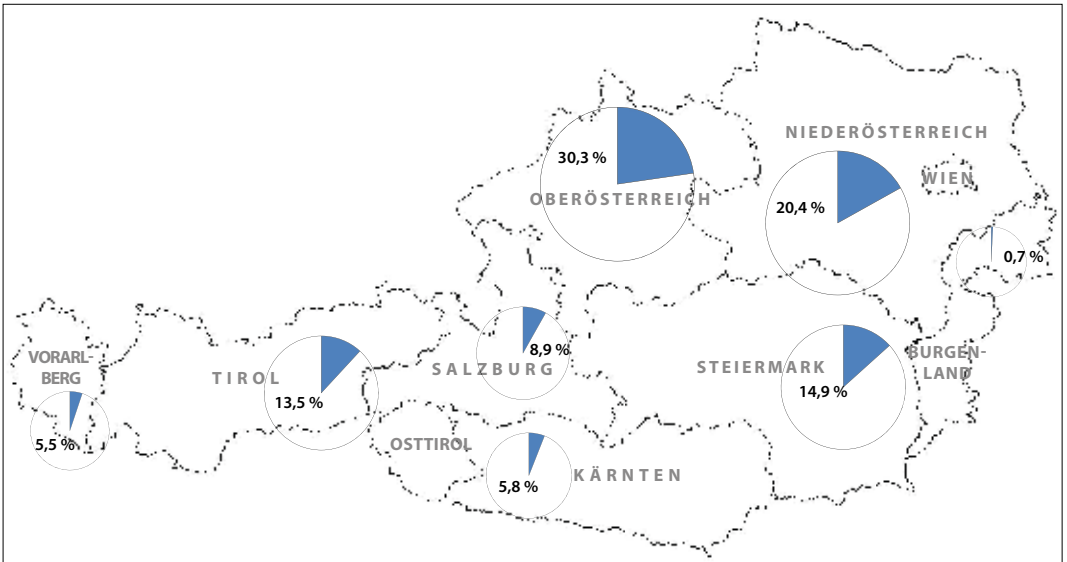 NIEDERÖSTERREICH
30,3 %
WIEN
OBERÖSTERREICH
20,4 %
0,7 %
VORARL-
BERG
TIROL
8,9 %
SALZBURG
STEIERMARK
BURGEN-
LAND
13,5 %
14,9 %
5,5 %
OSTTIROL
KÄRNTEN
5,8 %